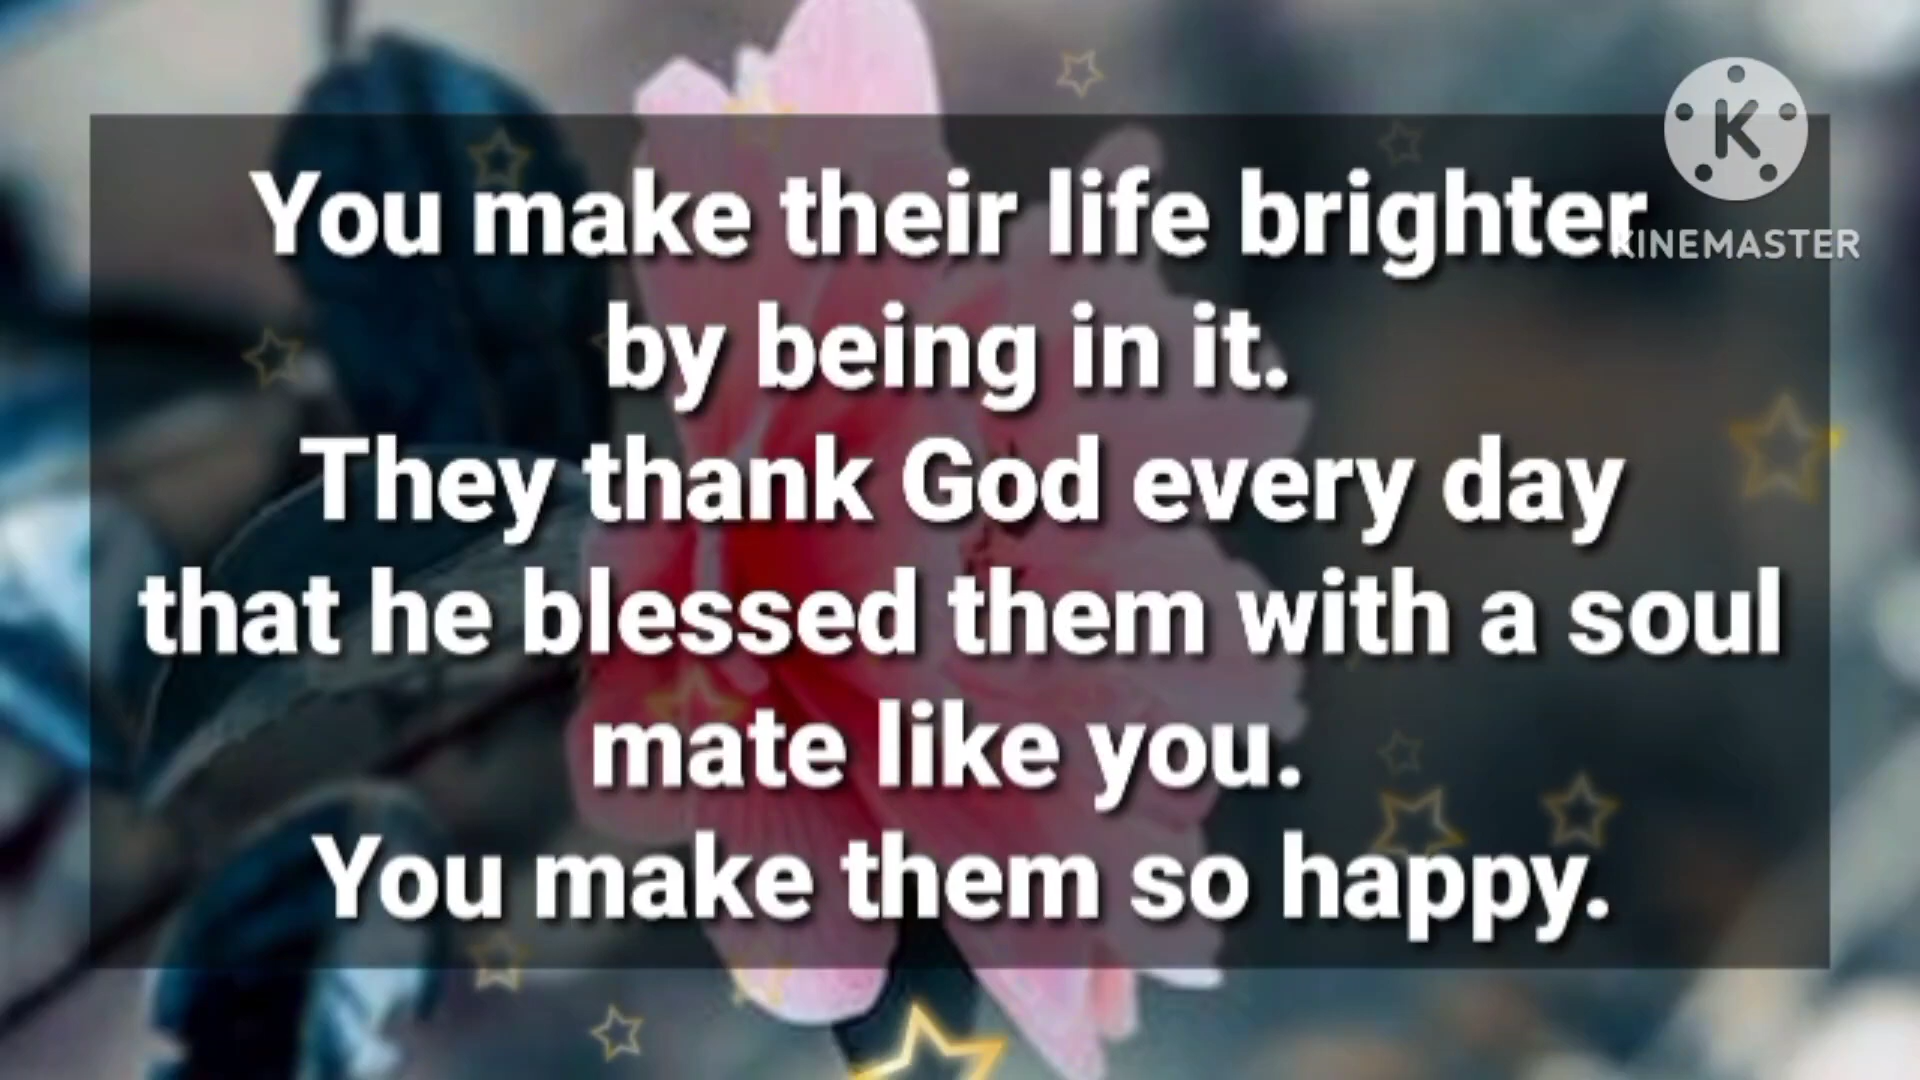 You make their life brighter
by being in it.
They thank God every day
that he blessed them with a soul
mate like you.
You make them so happy.
K
KINEMASTER